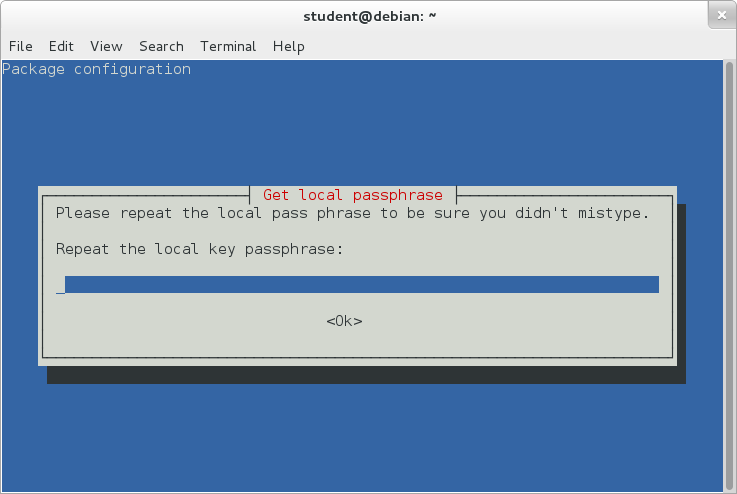 student@debian: ~
File Edit View Search Terminal Help
Package configuration
Get local passphrase
Please repeat the local pass phrase to be sure you didn't mistype.
Repeat the local key passphrase:
_
<Ok>